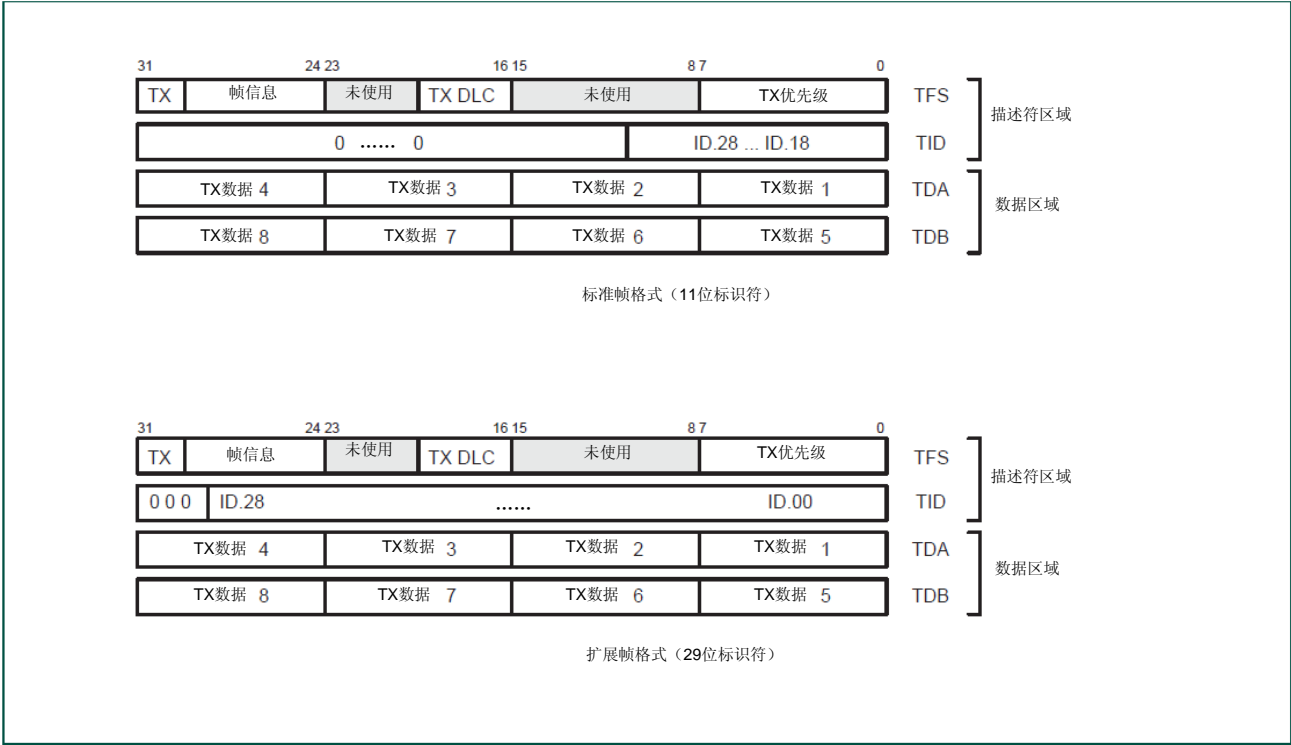 31 24 23 16 15 8 7 0
TX 帧信息 未使用 TX DLC 未使用 TX优先级 TFS
描述符区域
0 ...... 0 ID.28 ... ID.18 TID
TX数据 4 TX数据 3 TX数据 2 TX数据 1 TDA
数据区域
TX数据 8 TX数据 7 TX数据 6 TX数据 5 TDB
标准帧格式（11位标识符）
31 24 23 16 15 8 7 0
TX 帧信息 未使用 TX DLC 未使用 TX优先级 TFS
描述符区域
0 0 0 ID.28 ...... ID.00 TID
TX数据 4 TX数据 3 TX数据 2 TX数据 1 TDA
数据区域
TX数据 8 TX数据 7 TX数据 6 TX数据 5 TDB
扩展帧格式（29位标识符）